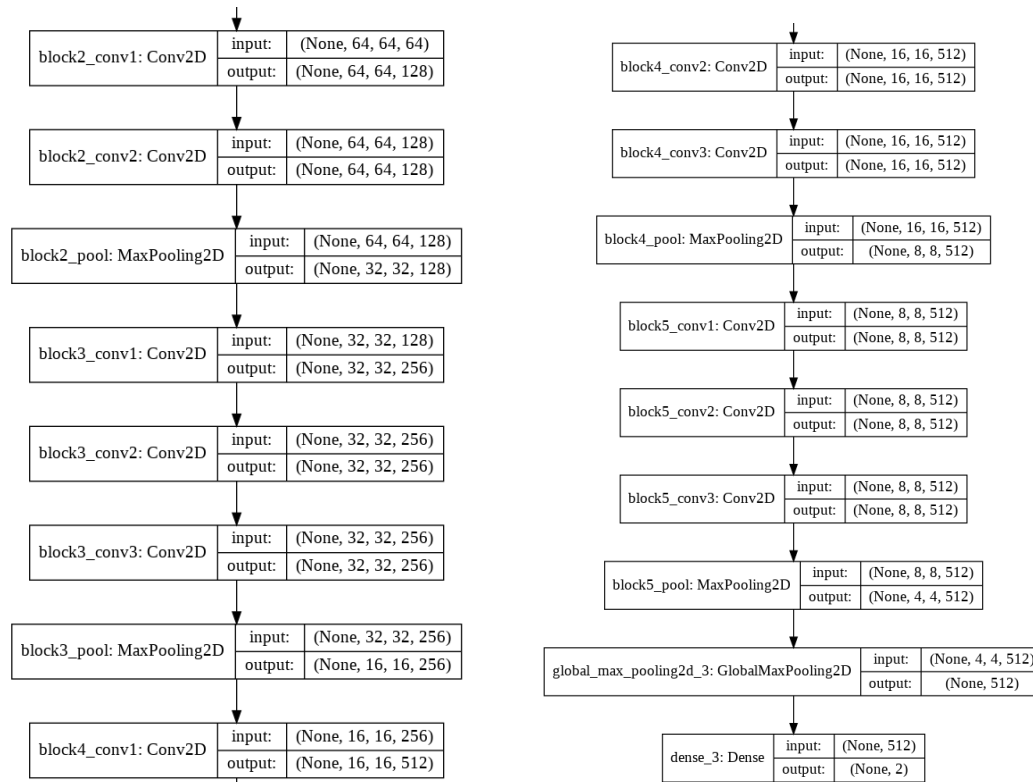 block2_conv1: Conv2D
input: (None, 64, 64, 64)
output: (None, 64, 64, 128)
block2_conv2: Conv2D
input: (None, 64, 64, 128)
output: (None, 64, 64, 128)
block2_pool: MaxPooling2D
input: (None, 64, 64, 128)
output: (None, 32, 32, 128)
block3_conv1: Conv2D
input: (None, 32, 32, 128)
output: (None, 32, 32, 256)
block3_conv2: Conv2D
input: (None, 32, 32, 256)
output: (None, 32, 32, 256)
block3_conv3: Conv2D
input: (None, 32, 32, 256)
output: (None, 32, 32, 256)
block3_pool: MaxPooling2D
input: (None, 32, 32, 256)
output: (None, 16, 16, 256)
block4_conv1: Conv2D
input: (None, 16, 16, 256)
output: (None, 16, 16, 512)
block4_conv2: Conv2D
input: (None, 16, 16, 512)
output: (None, 16, 16, 512)
block4_conv3: Conv2D
input: (None, 16, 16, 512)
output: (None, 16, 16, 512)
block4_pool: MaxPooling2D
input: (None, 16, 16, 512)
output: (None, 8, 8, 512)
block5_conv1: Conv2D
input: (None, 8, 8, 512)
output: (None, 8, 8, 512)
block5_conv2: Conv2D
input: (None, 8, 8, 512)
output: (None, 8, 8, 512)
block5_conv3: Conv2D
input: (None, 8, 8, 512)
output: (None, 8, 8, 512)
block5_pool: MaxPooling2D
input: (None, 8, 8, 512)
output: (None, 4, 4, 512)
global_max_pooling2d_3: GlobalMaxPooling2D
input: (None, 4, 4, 512)
output: (None, 512)
dense_3: Dense
input: (None, 512)
output: (None, 2)